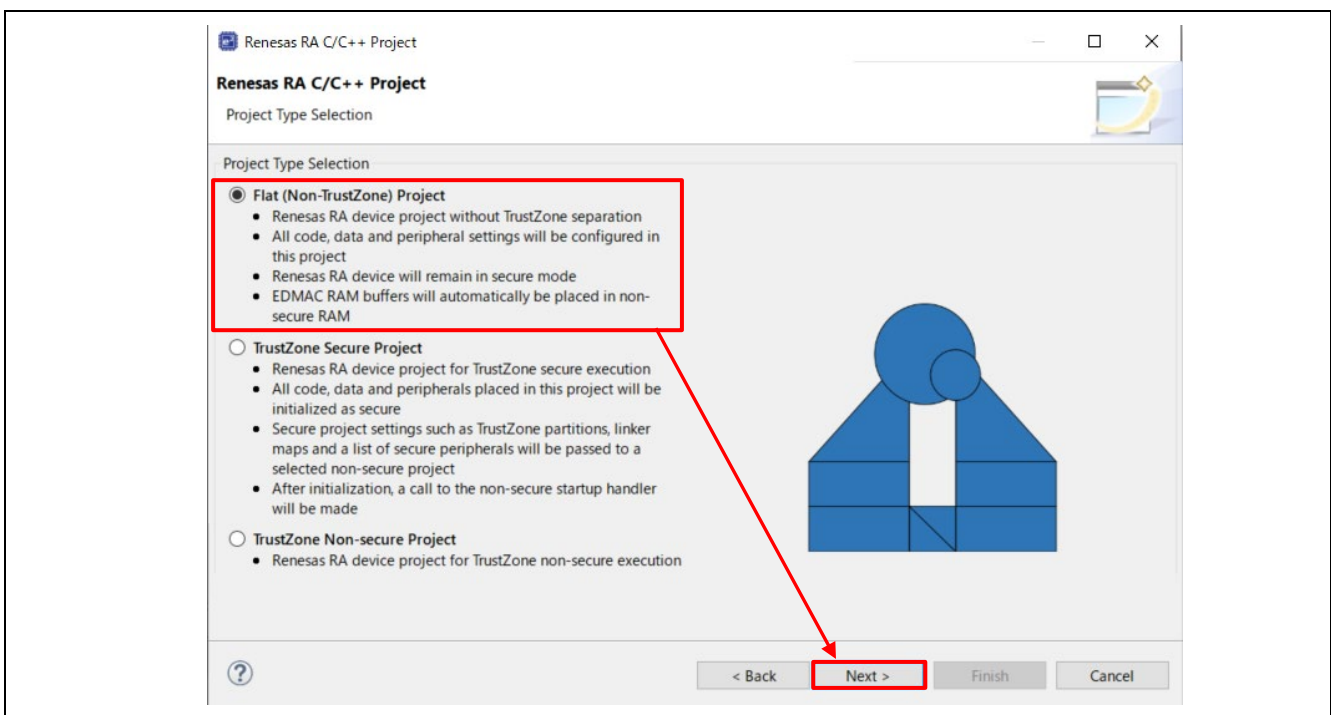 Renesas RA C/C++ Project
Renesas RA C/C++ Project
Project Type Selection
Project Type Selection
Flat (Non-TrustZone) Project
• Renesas RA device project without TrustZone separation
• All code, data and peripheral settings will be configured in
this project
• Renesas RA device will remain in secure mode
• EDMAC RAM buffers will automatically be placed in non-
secure RAM
TrustZone Secure Project
• Renesas RA device project for TrustZone secure execution
• All code, data and peripherals placed in this project will be
initialized as secure
• Secure project settings such as TrustZone partitions, linker
maps and a list of secure peripherals will be passed to a
selected non-secure project
• After initialization, a call to the non-secure startup handler
will be made
TrustZone Non-secure Project
• Renesas RA device project for TrustZone non-secure execution
?
< Back Next > Finish Cancel